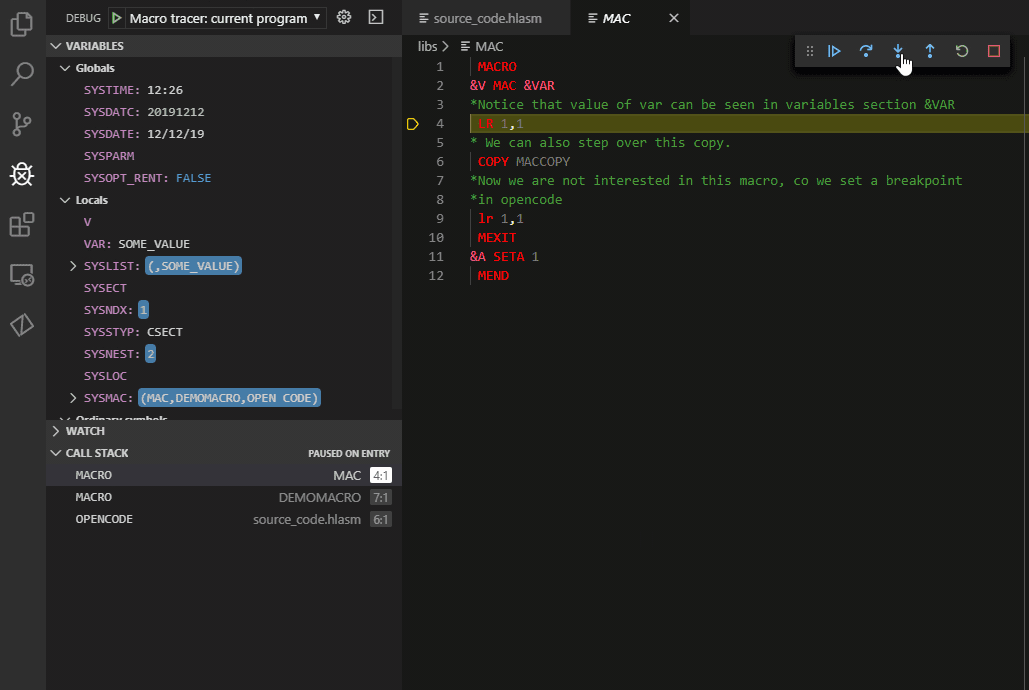 DEBUG Macro tracer: current program
VARIABLES
Globals
SYSTIME: 12:26
SYSDATC: 20191212
SYSDATE: 12/12/19
SYSPARM
SYSOPT_RENT: FALSE
Locals
V
VAR: SOME_VALUE
SYSLIST: (,SOME_VALUE)
SYSECT
SYSNDX: 1
SYSSTYP: CSECT
SYSNEST: 2
SYSLOC
SYSMAC: (MAC,DEMOMACRO,OPEN CODE)
Ordinary symbols
WATCH
CALL STACK PAUSED ON ENTRY
MACRO MAC 4:1
MACRO DEMOMACRO 7:1
OPENCODE source_code.hlasm 6:1
source_code.hlasm MAC
libs > MAC
1 MACRO
2 &V MAC &VAR
3 *Notice that value of var can be seen in variables section &VAR
4 LR 1,1
5 * We can also step over this copy.
6 COPY MACCOPY
7 *Now we are not interested in this macro, co we set a breakpoint
8 *in opencode
9 lr 1,1
10 MEXIT
11 &A SETA 1
12 MEND